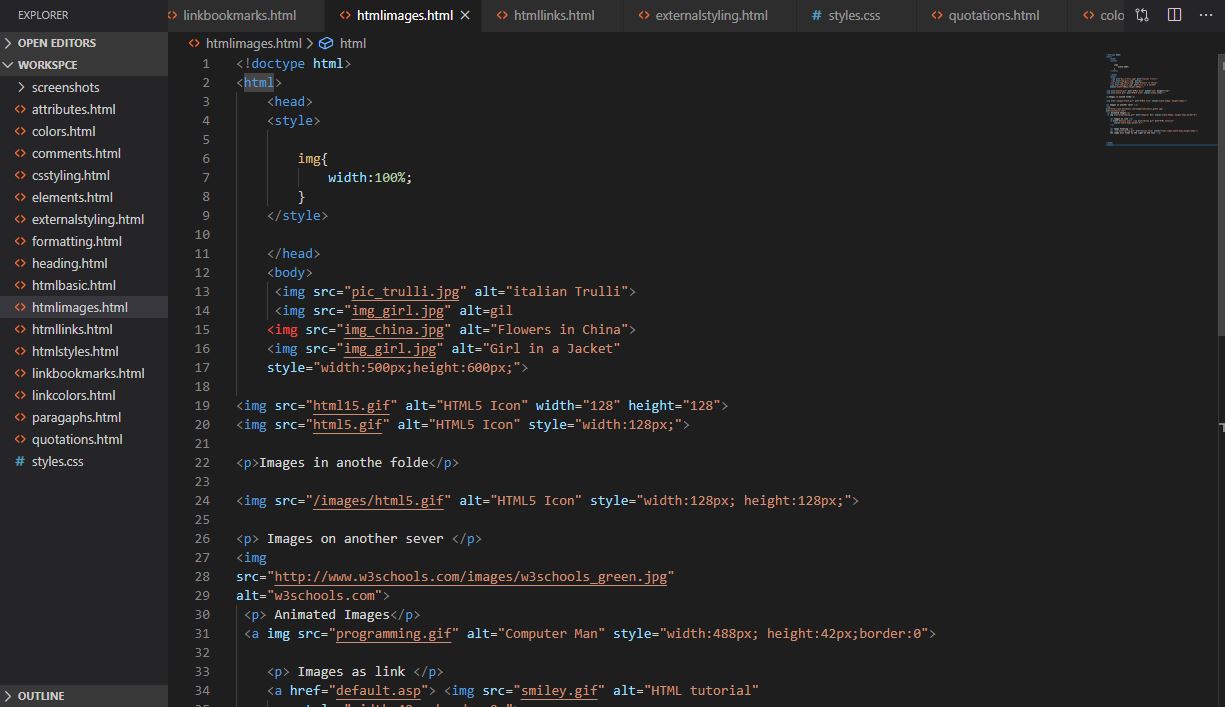 EXPLORER
linkbookmarks.html
htmlimages.html
htmllinks.html
externalstyling.html
# styles.css
quotations.html
colo
OPEN EDITORS
WORKSPCE
screenshots
attributes.html
colors.html
comments.html
csstyling.html
elements.html
externalstyling.html
formatting.html
heading.html
htmlbasic.html
htmlimages.html
htmllinks.html
htmlstyles.html
linkbookmarks.html
linkcolors.html
paragaphs.html
quotations.html
# styles.css
OUTLINE
htmlimages.html > html
1 <!doctype html>
2 <html>
3 <head>
4 <style>
5
6 img{
7 width:100%;
8 }
9 </style>
10
11 </head>
12 <body>
13 <img src="pic_trulli.jpg" alt="italian Trulli">
14 <img src="img_girl.jpg" alt=gil
15 <img src="img_china.jpg" alt="Flowers in China">
16 <img src="img_girl.jpg" alt="Girl in a Jacket"
17 style="width:500px;height:600px;">
18
19 <img src="html15.gif" alt="HTML5 Icon" width="128" height="128">
20 <img src="html5.gif" alt="HTML5 Icon" style="width:128px;">
21
22 <p>Images in anothe folde</p>
23
24 <img src="/images/html5.gif" alt="HTML5 Icon" style="width:128px; height:128px;">
25
26 <p> Images on another sever </p>
27 <img
28 src="http://www.w3schools.com/images/w3schools_green.jpg"
29 alt="w3schools.com">
30 <p> Animated Images</p>
31 <a img src="programming.gif" alt="Computer Man" style="width:488px; height:42px;border:0">
32
33 <p> Images as link </p>
34 <a href="default.asp"> <img src="smiley.gif" alt="HTML tutorial"